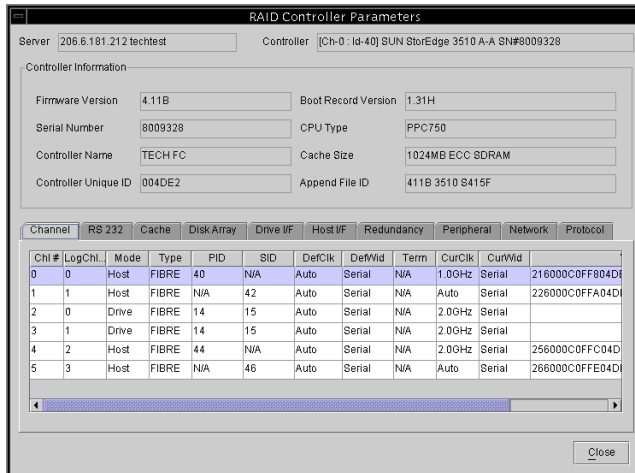 RAID Controller Parameters
Server 206.6.181.212 techtest Controller [Ch-0 : Id-40] SUN StorEdge 3510 A-A SN#8009328
Controller Information
Firmware Version 4.11B Boot Record Version 1.31H
Serial Number 8009328 CPU Type PPC750
Controller Name TECH FC Cache Size 1024MB ECC SDRAM
Controller Unique ID 004DE2 Append File ID 411B 3510 S415F
Channel RS 232 Cache Disk Array Drive I/F Host I/F Redundancy Peripheral Network Protocol
Chl # LogChl... Mode Type PID SID DefClk DefWid Term CurClk CurWid
0 0 Host FIBRE 40 N/A Auto Serial N/A 1.0GHz Serial 216000C0FF804DE
1 1 Host FIBRE N/A 42 Auto Serial N/A Auto Serial 226000C0FFA04DE
2 0 Drive FIBRE 14 15 Auto Serial N/A 2.0GHz Serial
3 1 Drive FIBRE 14 15 Auto Serial N/A 2.0GHz Serial
4 2 Host FIBRE 44 N/A Auto Serial N/A 2.0GHz Serial 256000C0FFC04D
5 3 Host FIBRE N/A 46 Auto Serial N/A Auto Serial 266000C0FFE04D
Close